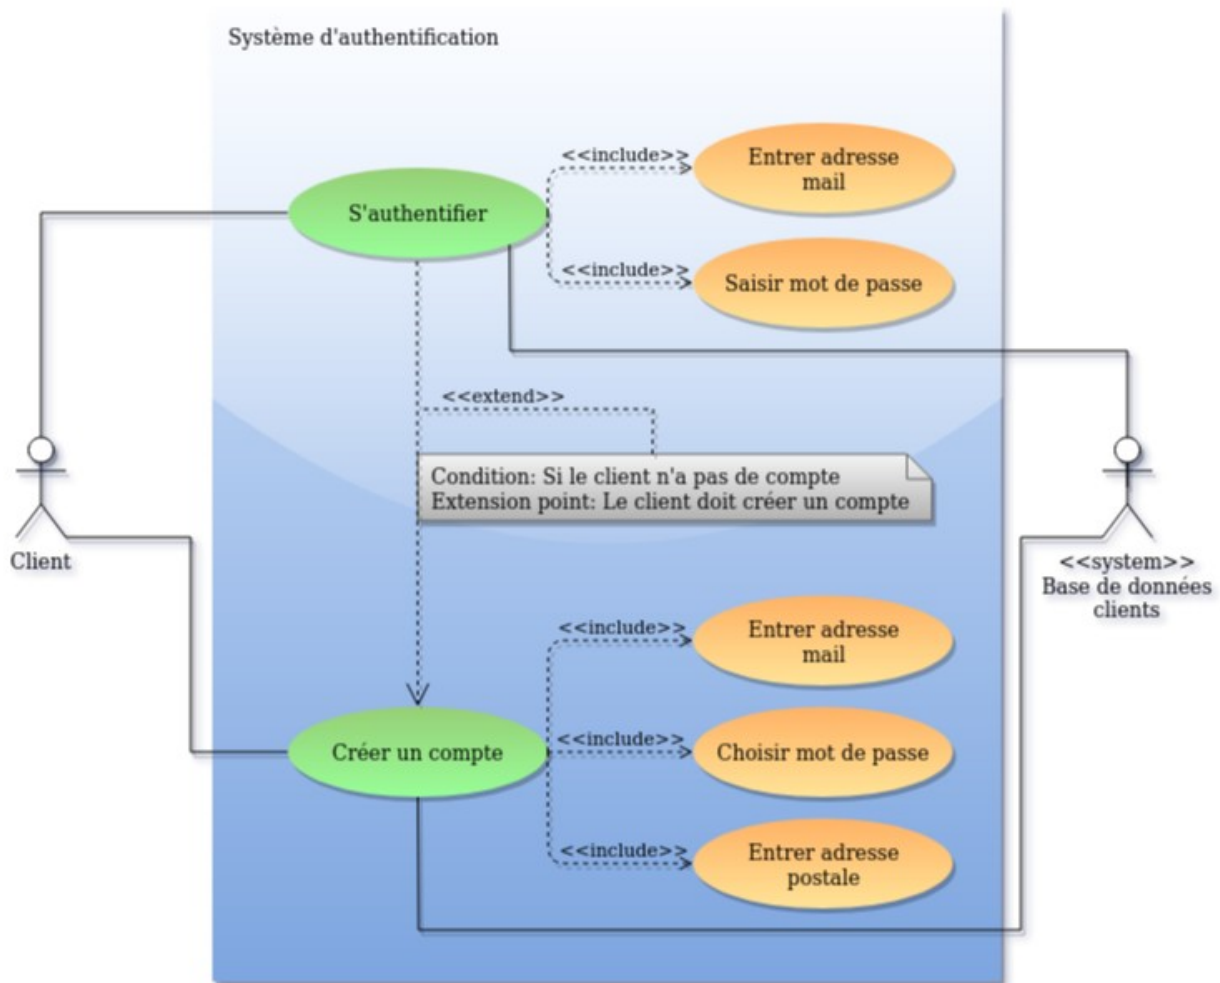 Système d'authentification
<<include>>
Entrer adresse
mail
S'authentifier
<<include>>
Saisir mot de passe
<<extend>>
Condition: Si le client n'a pas de compte
Extension point: Le client doit créer un compte
Client
<<system>>
Base de données
clients
<<include>>
Entrer adresse
mail
Créer un compte
<<include>>
Choisir mot de passe
<<include>>
Entrer adresse
postale